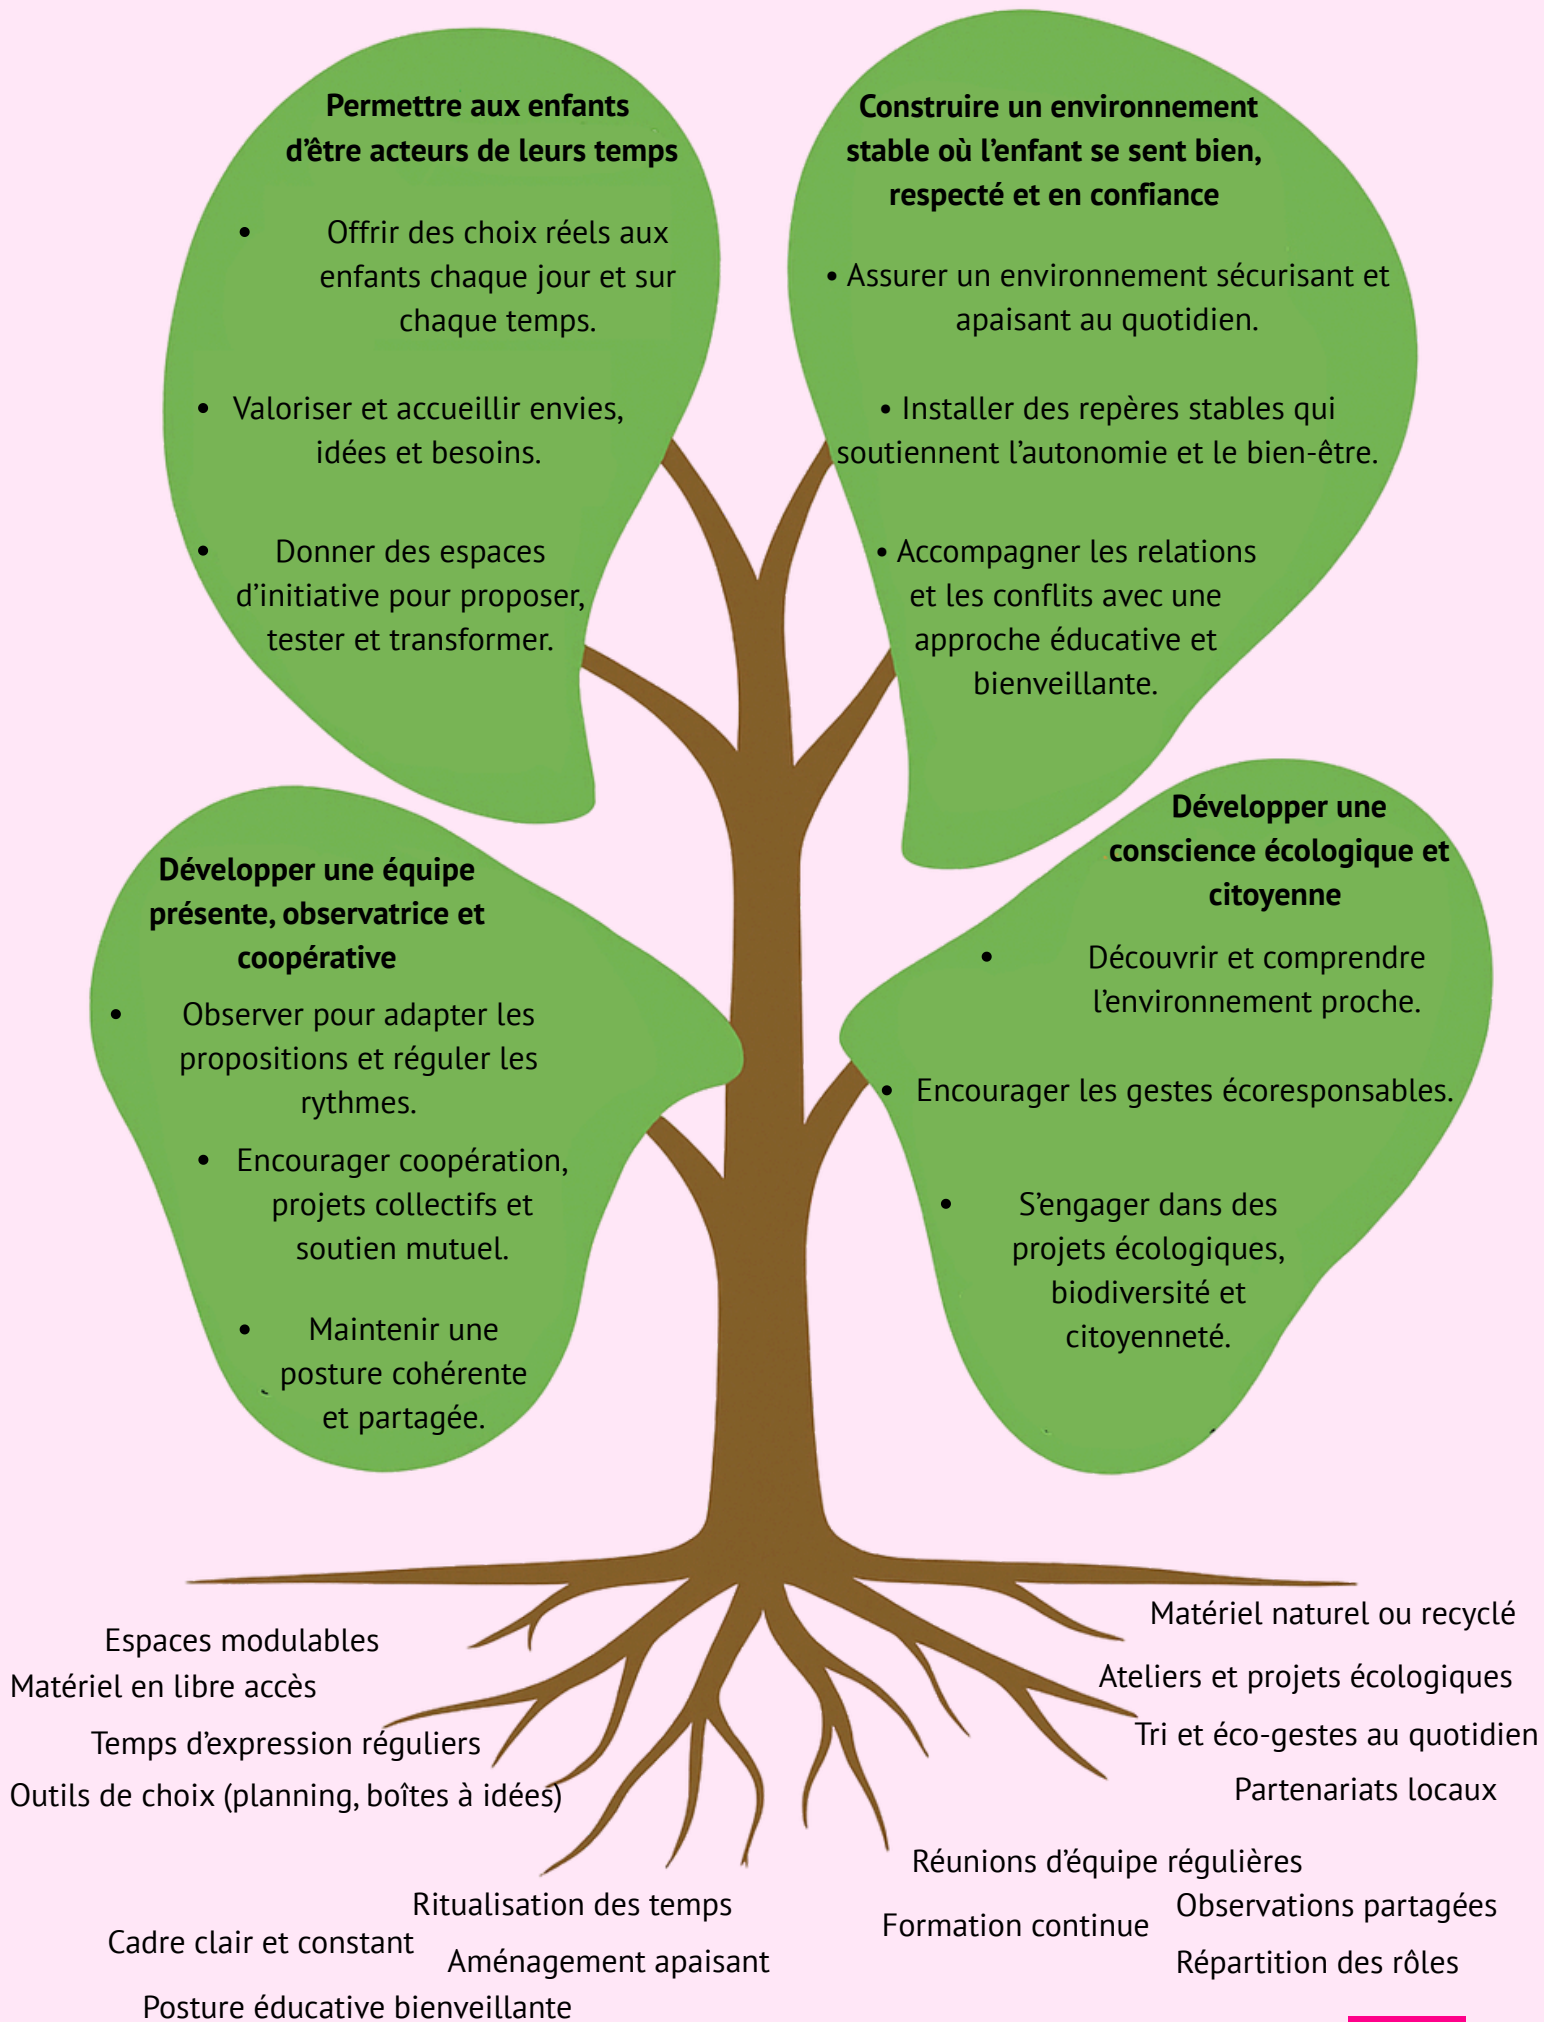 Permettre aux enfants
d’être acteurs de leurs temps
• Offrir des choix réels aux
enfants chaque jour et sur
chaque temps.
• Valoriser et accueillir envies,
idées et besoins.
• Donner des espaces
d’initiative pour proposer,
tester et transformer.
Construire un environnement
stable où l’enfant se sent bien,
respecté et en confiance
• Assurer un environnement sécurisant et
apaisant au quotidien.
• Installer des repères stables qui
soutiennent l’autonomie et le bien-être.
• Accompagner les relations
et les conflits avec une
approche éducative et
bienveillante.
Développer une équipe
présente, observatrice et
coopérative
• Observer pour adapter les
propositions et réguler les
rythmes.
• Encourager coopération,
projets collectifs et
soutien mutuel.
• Maintenir une
posture cohérente
et partagée.
Développer une
conscience écologique et
citoyenne
• Découvrir et comprendre
l’environnement proche.
• Encourager les gestes écoresponsables.
• S’engager dans des
projets écologiques,
biodiversité et
citoyenneté.
Espaces modulables
Matériel en libre accès
Temps d’expression réguliers
Outils de choix (planning, boîtes à idées)
Ritualisation des temps
Cadre clair et constant
Aménagement apaisant
Posture éducative bienveillante
Matériel naturel ou recyclé
Ateliers et projets écologiques
Tri et éco-gestes au quotidien
Partenariats locaux
Réunions d’équipe régulières
Observations partagées
Formation continue
Répartition des rôles